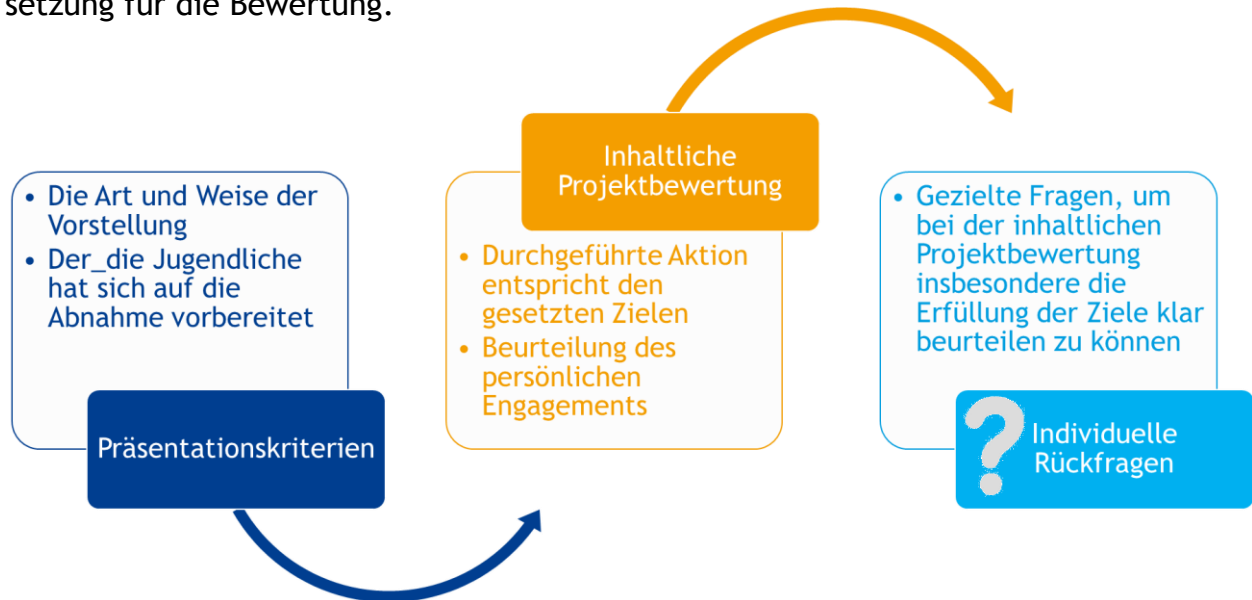 setzung für die Bewertung.
• Die Art und Weise der
Vorstellung
• Der_die Jugendliche
hat sich auf die
Abnahme vorbereitet
Präsentationskriterien
Inhaltliche
Projektbewertung
• Durchgeführte Aktion
entspricht den
gesetzten Zielen
• Beurteilung des
persönlichen
Engagements
• Gezielte Fragen, um
bei der inhaltlichen
Projektbewertung
insbesondere die
Erfüllung der Ziele klar
beurteilen zu können
?
Individuelle
Rückfragen